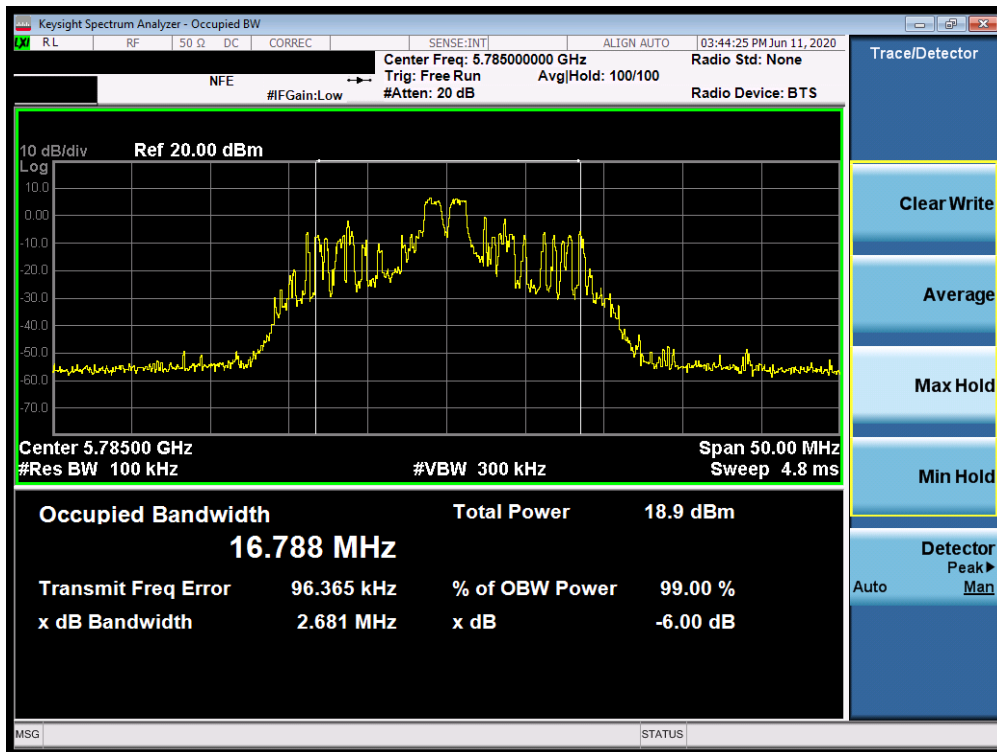 Keysight Spectrum Analyzer - Occupied BW
LXI RL RF 50 Ω DC CORREC SENSE:INT ALIGN AUTO 03:44:25 PM Jun 11, 2020
Center Freq: 5.785000000 GHz Radio Std: None
NFE Trig: Free Run Avg|Hold: 100/100
#IFGain:Low #Atten: 20 dB Radio Device: BTS
10 dB/div Ref 20.00 dBm
Log
10.0
0.00
-10.0
-20.0
-30.0
-40.0
-50.0
-60.0
-70.0
Center 5.78500 GHz Span 50.00 MHz
#Res BW 100 kHz #VBW 300 kHz Sweep 4.8 ms
Occupied Bandwidth Total Power 18.9 dBm
16.788 MHz
Transmit Freq Error 96.365 kHz % of OBW Power 99.00 %
x dB Bandwidth 2.681 MHz x dB -6.00 dB
MSG STATUS
Trace/Detector
Clear Write
Average
Max Hold
Min Hold
Detector
Peak▶
Auto Man